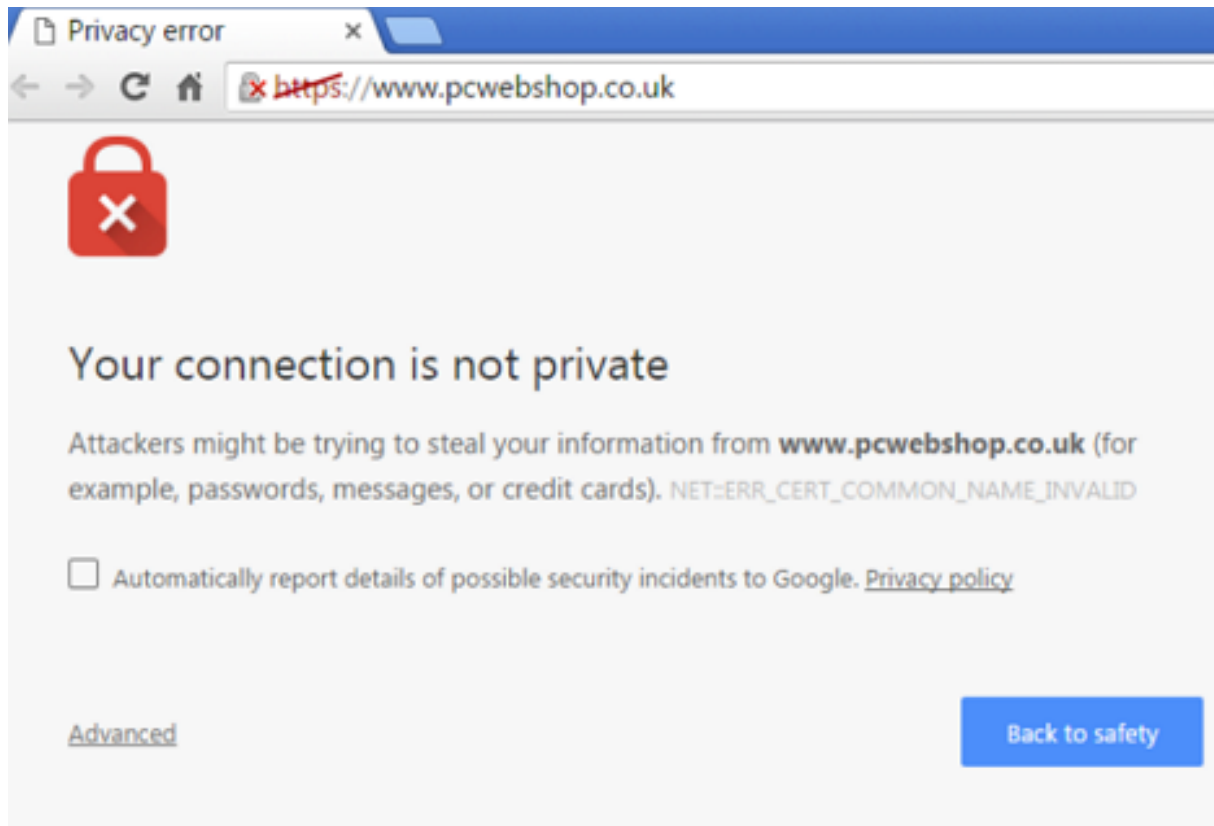 Privacy error
https://www.pcwebshop.co.uk
Your connection is not private
Attackers might be trying to steal your information from www.pcwebshop.co.uk (for
example, passwords, messages, or credit cards). NET::ERR_CERT_COMMON_NAME_INVALID
Automatically report details of possible security incidents to Google. Privacy policy
Advanced
Back to safety